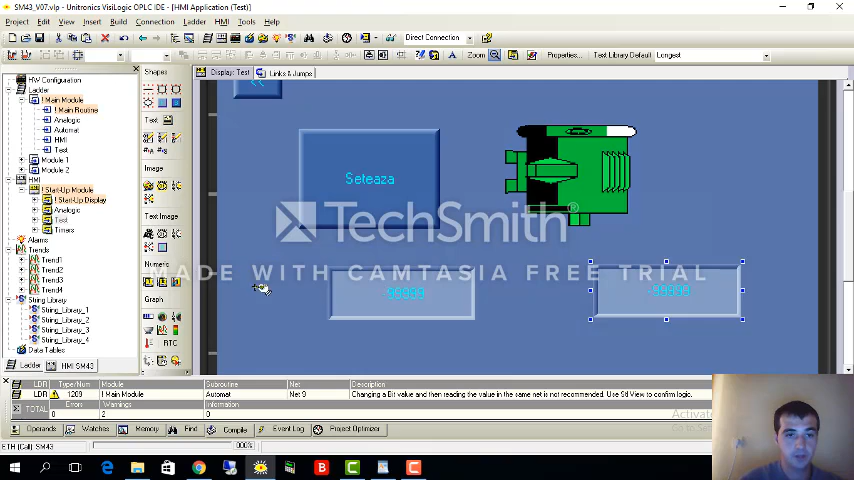 SM43_V07.vlp - Unitronics VisiLogic OPLC IDE - [HMI Application (Test)]
Project Edit View Insert Build Connection Ladder HMI Tools Help
Direct Connection
Zoom Properties... Text Library Default Longest
Display: Test Links & Jumps
HW Configuration
Ladder
! Main Module
! Main Routine
Analogic
Automat
HMI
Test
Module 1
Module 2
HMI
! Start-Up Module
! Start-Up Display
Analogic
Test
Timers
Alarms
Trends
Trend1
Trend2
Trend3
Trend4
String Library
String_Library_1
String_Library_2
String_Library_3
String_Library_4
Data Tables
Ladder HMI SM43
Shapes
Text
Image
Text Image
Numeric
Graph
RTC
<<
Seteaza
TechSmith®
MADE WITH CAMTASIA FREE TRIAL
-99999
-99999
LDR Type/Num Module Subroutine Net Description
LDR 1209 ! Main Module Automat Net 9 Changing a Bit value and then reading the value in the same net is not recommended. Use Stl View to confirm logic.
TOTAL Errors Warnings Information
0 2 0
Operands Watches Memory Find Compile Event Log Project Optimizer
ETH (Call) SM43 000%